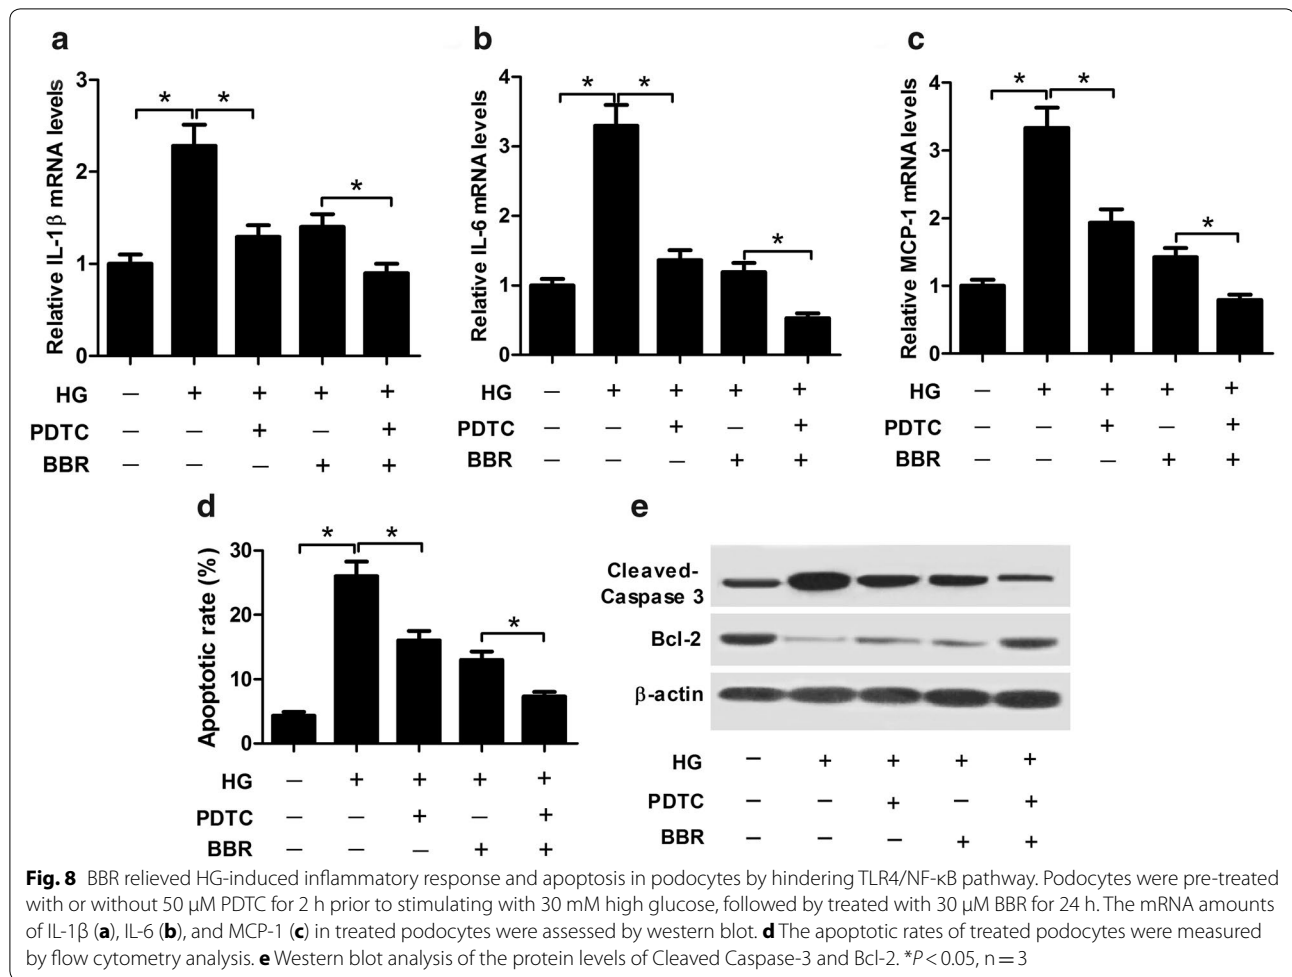 a
Relative IL-1β mRNA levels
3
2
1
0
* *
*
HG − + + + +
PDTC − − + − +
BBR − − − + +
b
Relative IL-6 mRNA levels
4
3
2
1
0
* *
*
HG − + + + +
PDTC − − + − +
BBR − − − + +
c
Relative MCP-1 mRNA levels
4
3
2
1
0
* *
*
HG − + + + +
PDTC − − + − +
BBR − − − + +
d
Apoptotic rate (%)
30
20
10
0
* *
*
HG − + + + +
PDTC − − + − +
BBR − − − + +
e
Cleaved-
Caspase 3
Bcl-2
β-actin
HG − + + + +
PDTC − − + − +
BBR − − − + +
Fig. 8 BBR relieved HG-induced inflammatory response and apoptosis in podocytes by hindering TLR4/NF-κB pathway. Podocytes were pre-treated
with or without 50 μM PDTC for 2 h prior to stimulating with 30 mM high glucose, followed by treated with 30 μM BBR for 24 h. The mRNA amounts
of IL-1β (a), IL-6 (b), and MCP-1 (c) in treated podocytes were assessed by western blot. d The apoptotic rates of treated podocytes were measured
by flow cytometry analysis. e Western blot analysis of the protein levels of Cleaved Caspase-3 and Bcl-2. *P < 0.05, n = 3